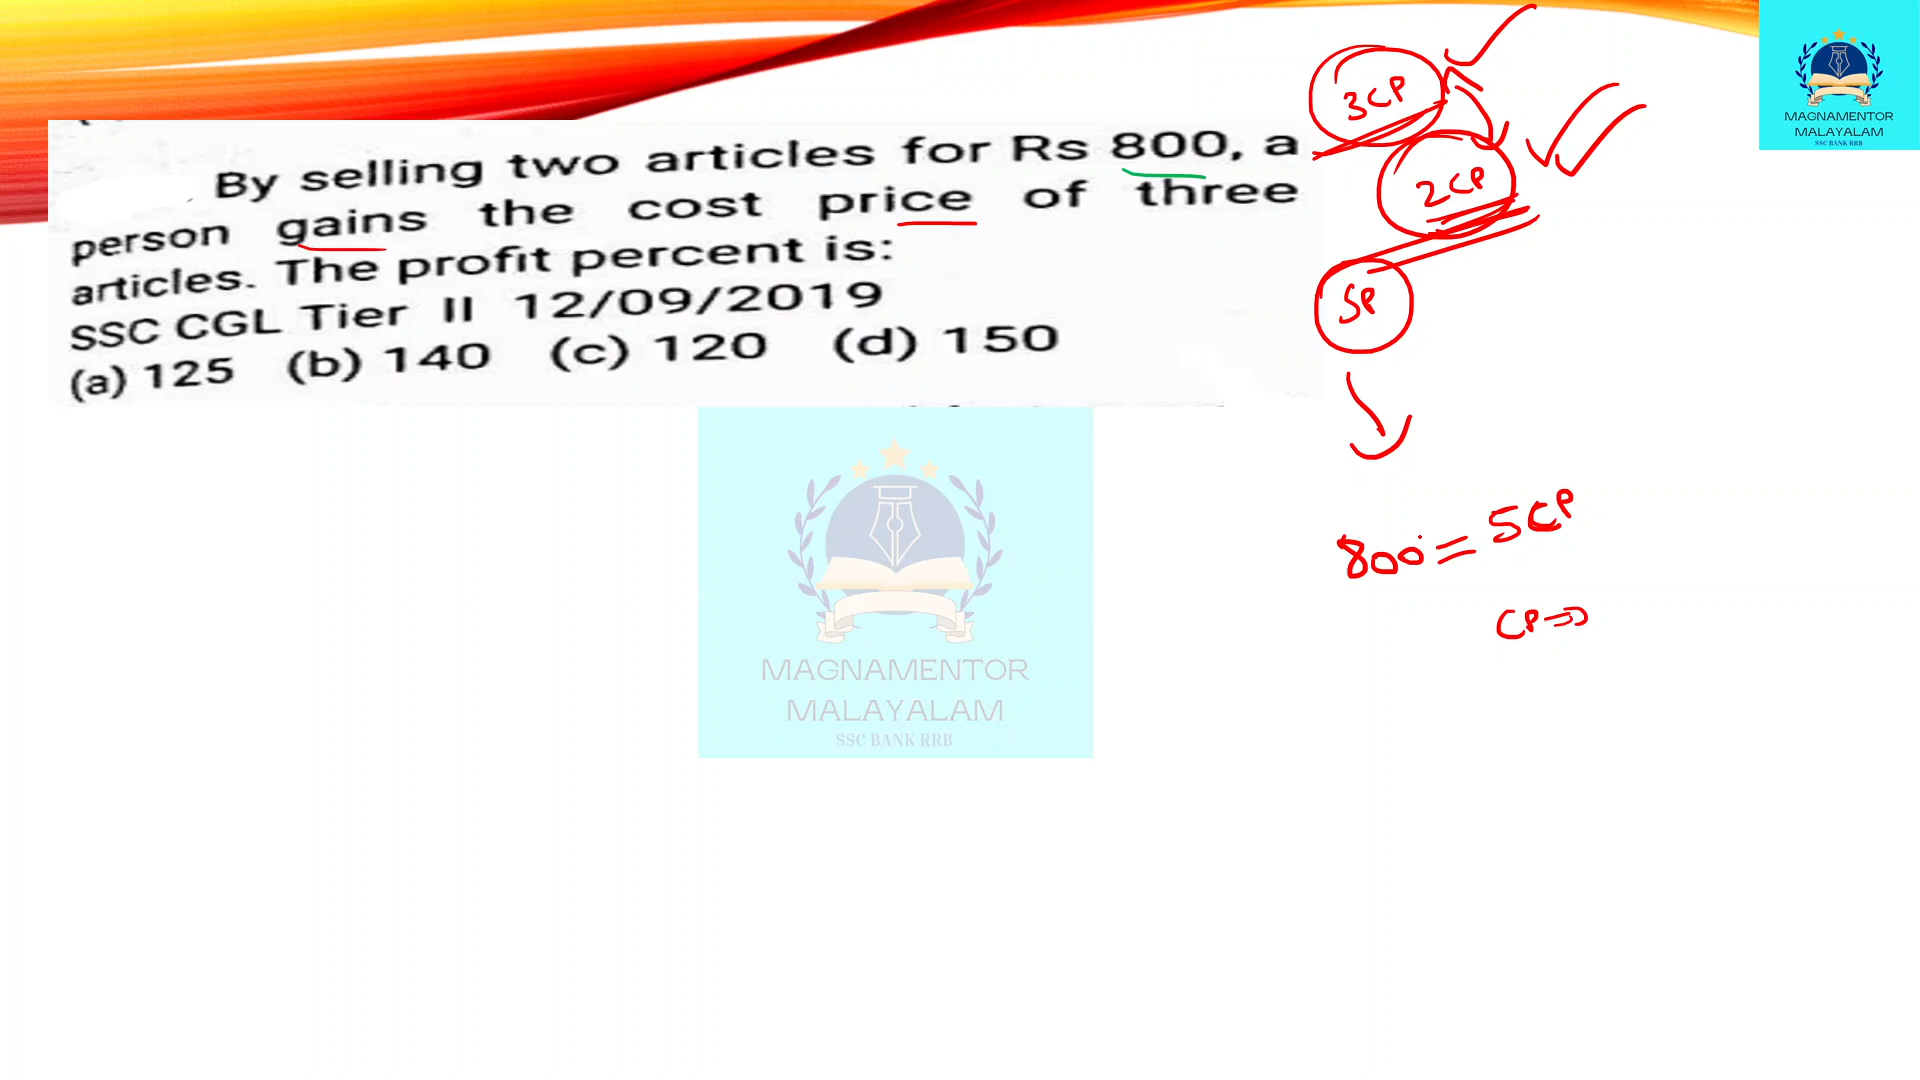 By selling two articles for Rs 800, a
person gains the cost price of three
articles. The profit percent is:
SSC CGL Tier II 12/09/2019
(a) 125 (b) 140 (c) 120 (d) 150
3CP
2CP
SP
800 = 5CP
CP ⇒
MAGNAMENTOR
MALAYALAM
SSC BANK RRB
MAGNAMENTOR
MALAYALAM
SSC BANK RRB